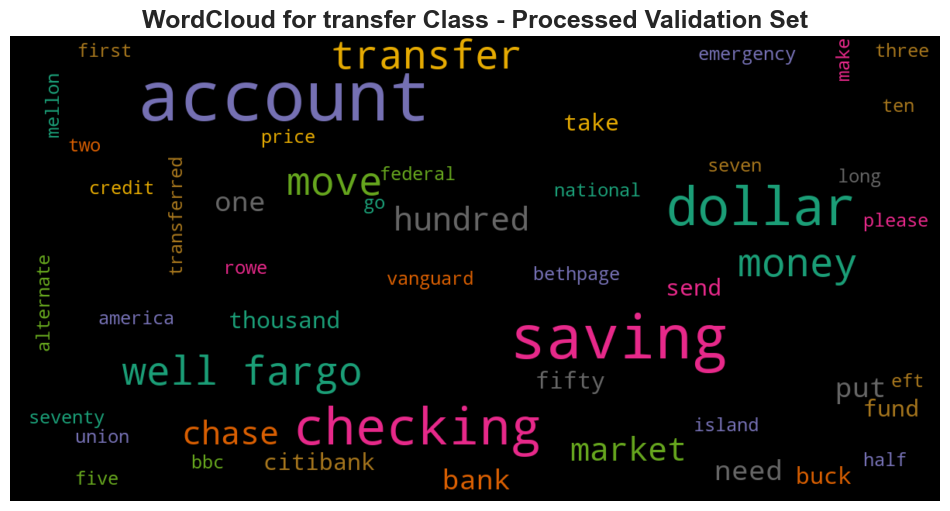 WordCloud for transfer Class - Processed Validation Set
first
transfer
emergency
make
three
mellon
account
take
ten
two
price
credit
transferred
one
move
federal
go
hundred
national
seven
long
dollar
please
alternate
rowe
vanguard
bethpage
send
money
america
thousand
saving
well fargo
fifty
put
eft
fund
seventy
union
chase
checking
island
market
half
five
bbc
citibank
bank
need
buck